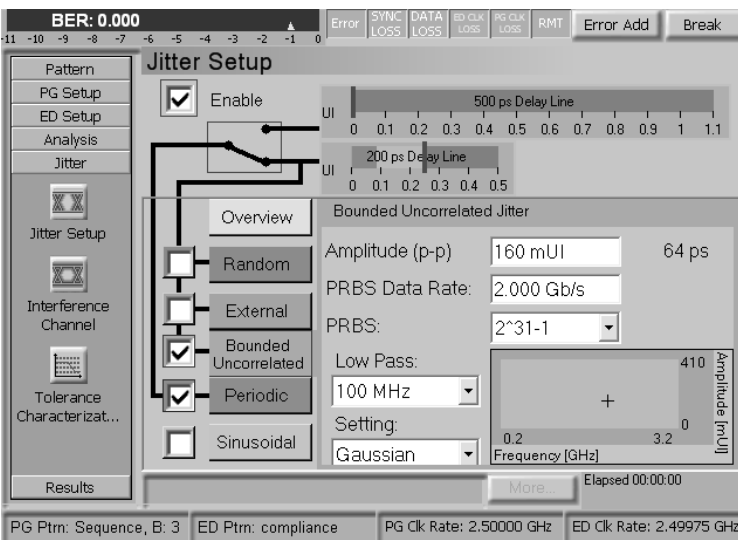 BER: 0.000
-11 -10 -9 -8 -7 -6 -5 -4 -3 -2 -1 0
Error
SYNC LOSS
DATA LOSS
ED CLK LOSS
PG CLK LOSS
RMT
Error Add
Break
Pattern
PG Setup
ED Setup
Analysis
Jitter
Jitter Setup
Interference
Channel
Tolerance
Characterizat...
Results
Jitter Setup
Enable
500 ps Delay Line
UI
0 0.1 0.2 0.3 0.4 0.5 0.6 0.7 0.8 0.9 1 1.1
200 ps Delay Line
UI
0 0.1 0.2 0.3 0.4 0.5
Overview
Random
External
Bounded
Uncorrelated
Periodic
Sinusoidal
Bounded Uncorrelated Jitter
Amplitude (p-p) 160 mUI 64 ps
PRBS Data Rate: 2.000 Gb/s
PRBS: 2^31-1
Low Pass:
100 MHz
Setting:
Gaussian
410
0
Amplitude [mUI]
0.2 3.2
Frequency [GHz]
More...
Elapsed 00:00:00
PG Ptrn: Sequence, B: 3
ED Ptrn: compliance
PG Clk Rate: 2.50000 GHz
ED Clk Rate: 2.49975 GHz